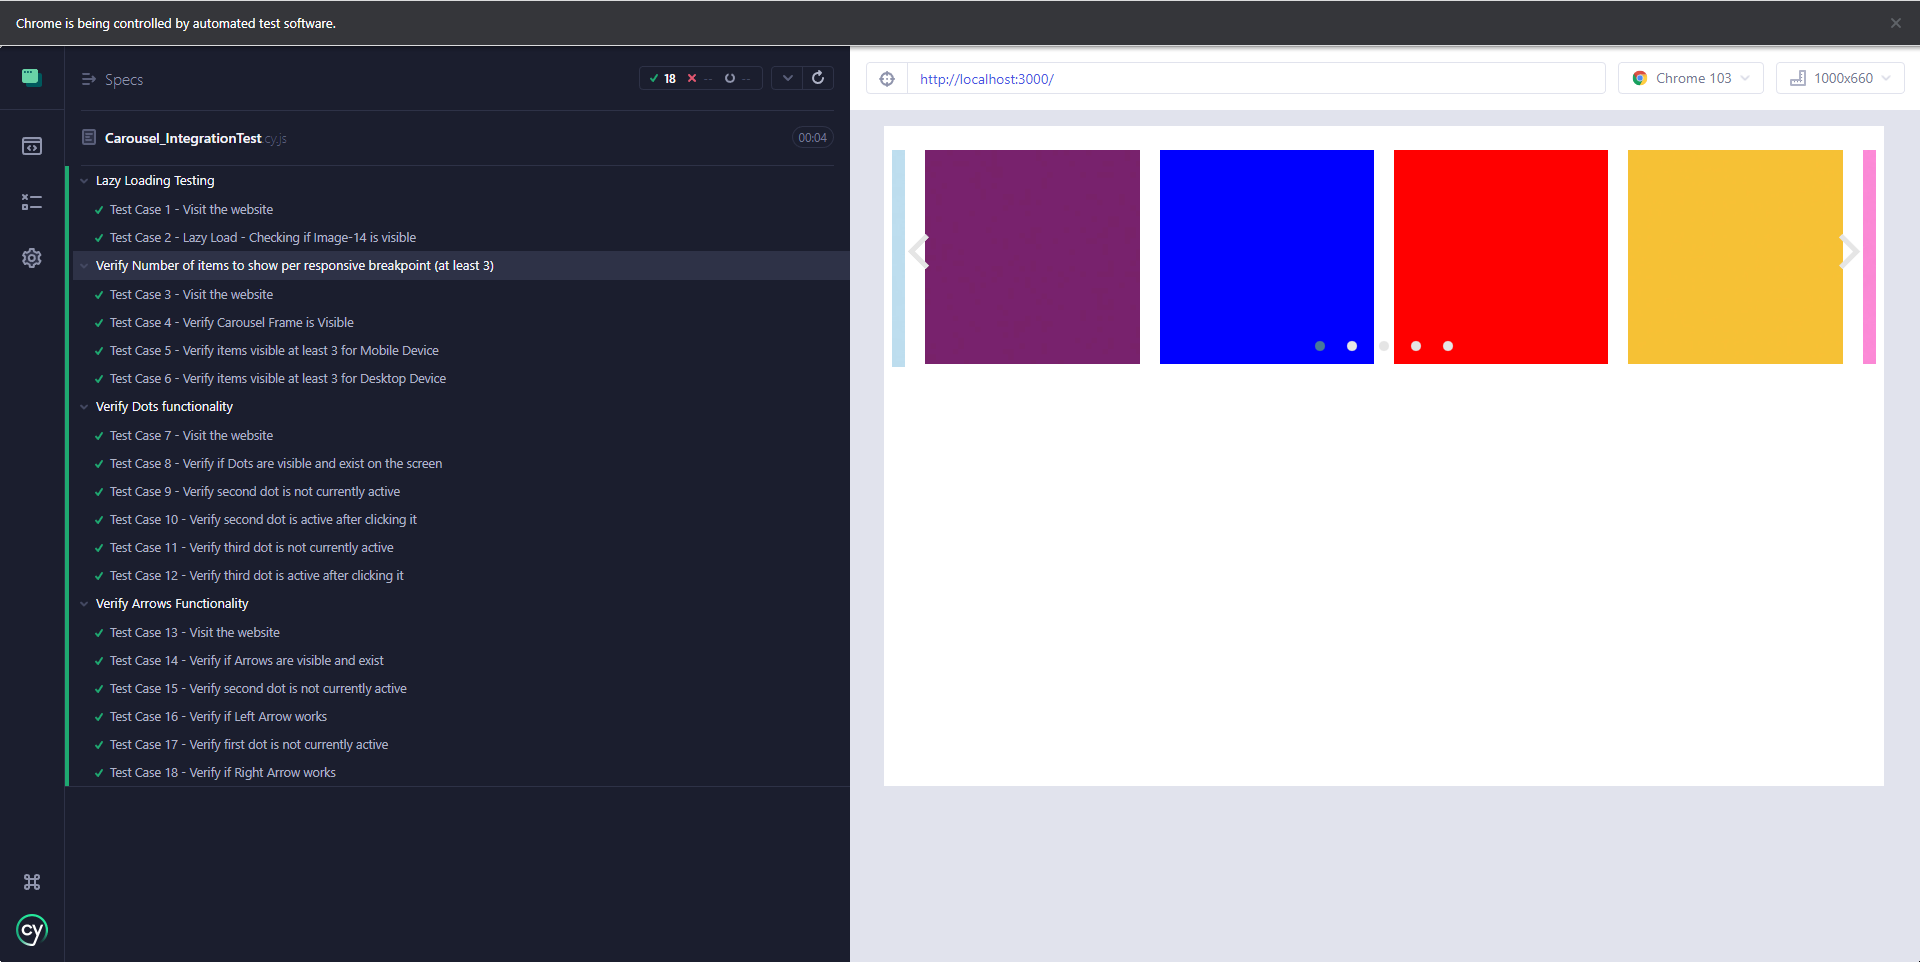 Chrome is being controlled by automated test software.
Specs
18 -- --
http://localhost:3000/
Chrome 103
1000x660
Carousel_IntegrationTest.cy.js
00:04
Lazy Loading Testing
Test Case 1 - Visit the website
Test Case 2 - Lazy Load - Checking if Image-14 is visible
Verify Number of items to show per responsive breakpoint (at least 3)
Test Case 3 - Visit the website
Test Case 4 - Verify Carousel Frame is Visible
Test Case 5 - Verify items visible at least 3 for Mobile Device
Test Case 6 - Verify items visible at least 3 for Desktop Device
Verify Dots functionality
Test Case 7 - Visit the website
Test Case 8 - Verify if Dots are visible and exist on the screen
Test Case 9 - Verify second dot is not currently active
Test Case 10 - Verify second dot is active after clicking it
Test Case 11 - Verify third dot is not currently active
Test Case 12 - Verify third dot is active after clicking it
Verify Arrows Functionality
Test Case 13 - Visit the website
Test Case 14 - Verify if Arrows are visible and exist
Test Case 15 - Verify second dot is not currently active
Test Case 16 - Verify if Left Arrow works
Test Case 17 - Verify first dot is not currently active
Test Case 18 - Verify if Right Arrow works
cy